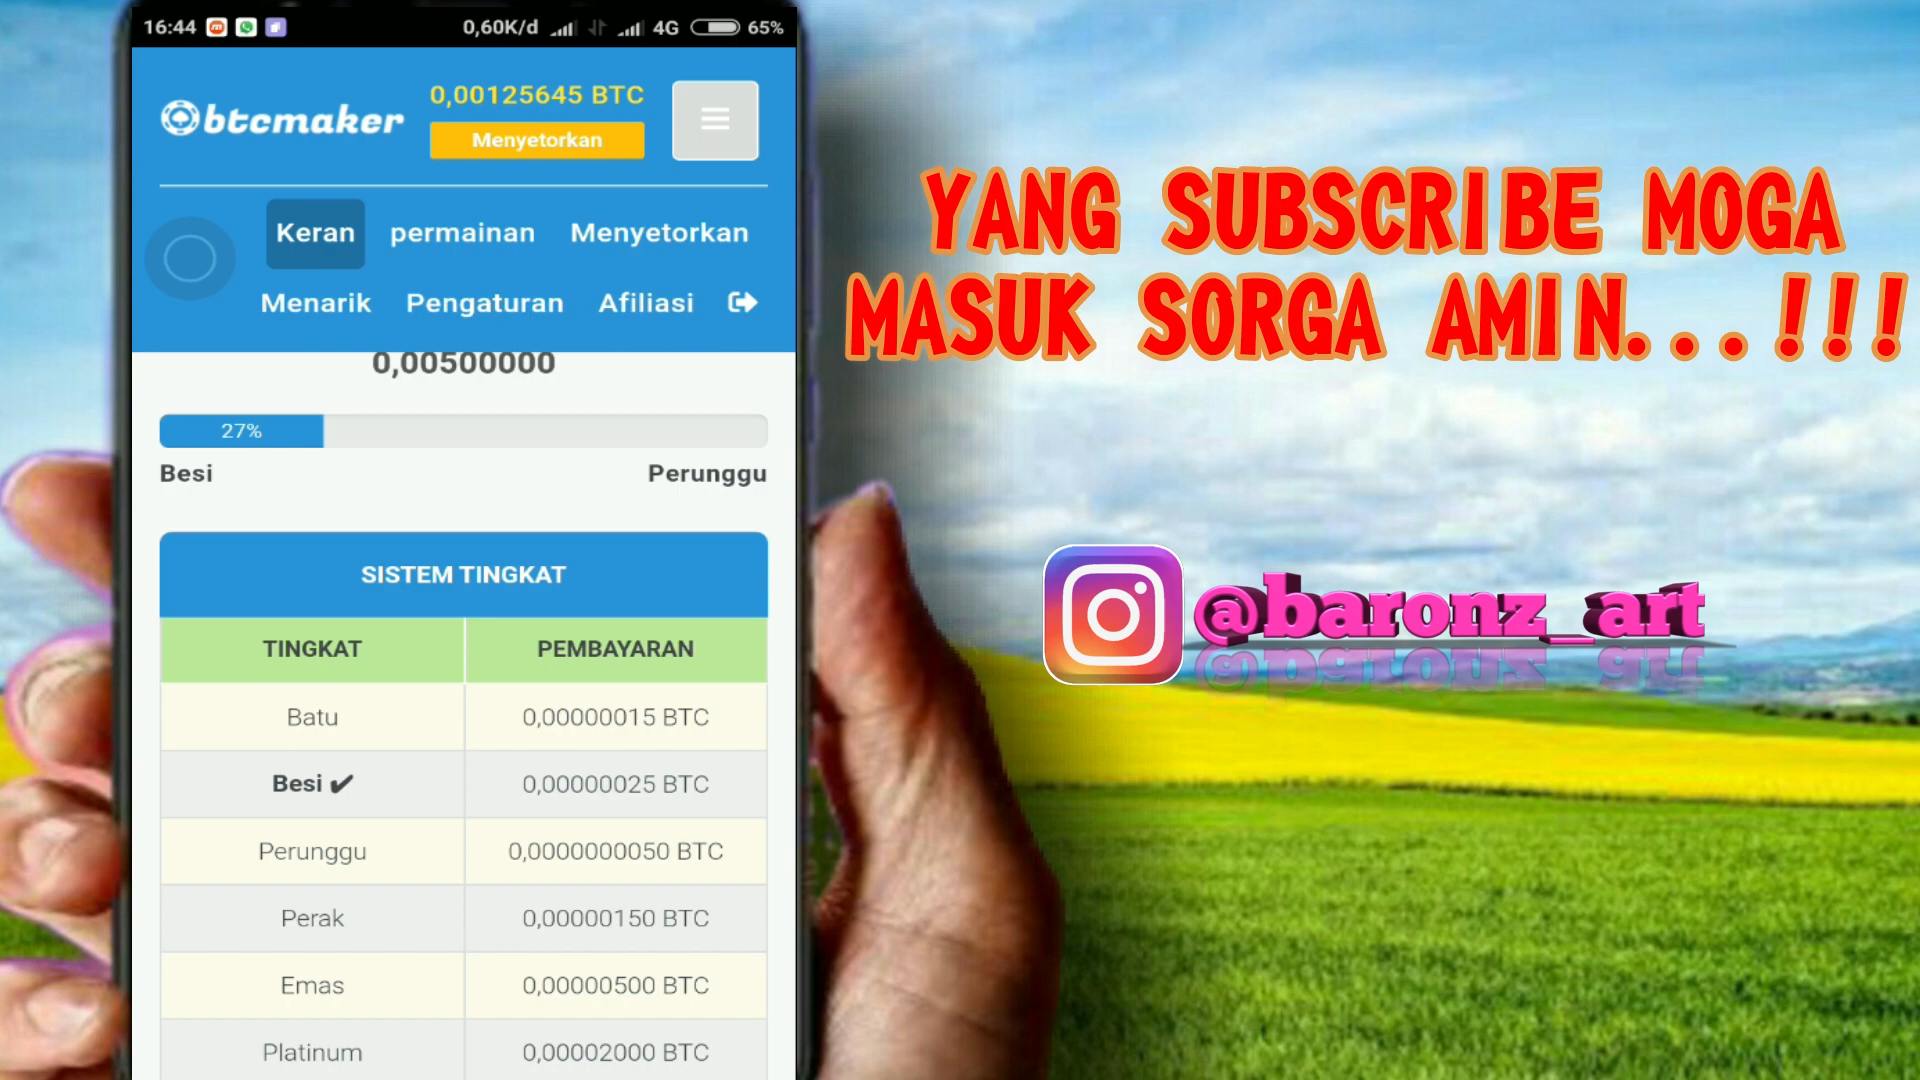 16:44 0,60K/d 4G 65%
btcmaker
0,00125645 BTC
Menyetorkan
Keran permainan Menyetorkan
Menarik Pengaturan Afiliasi
0,00500000
27%
Besi Perunggu
SISTEM TINGKAT
TINGKAT PEMBAYARAN
Batu 0,00000015 BTC
Besi ✔ 0,00000025 BTC
Perunggu 0,0000000050 BTC
Perak 0,00000150 BTC
Emas 0,00000500 BTC
Platinum 0,00002000 BTC
YANG SUBSCRIBE MOGA
MASUK SORGA AMIN...!!!
@baronz_art